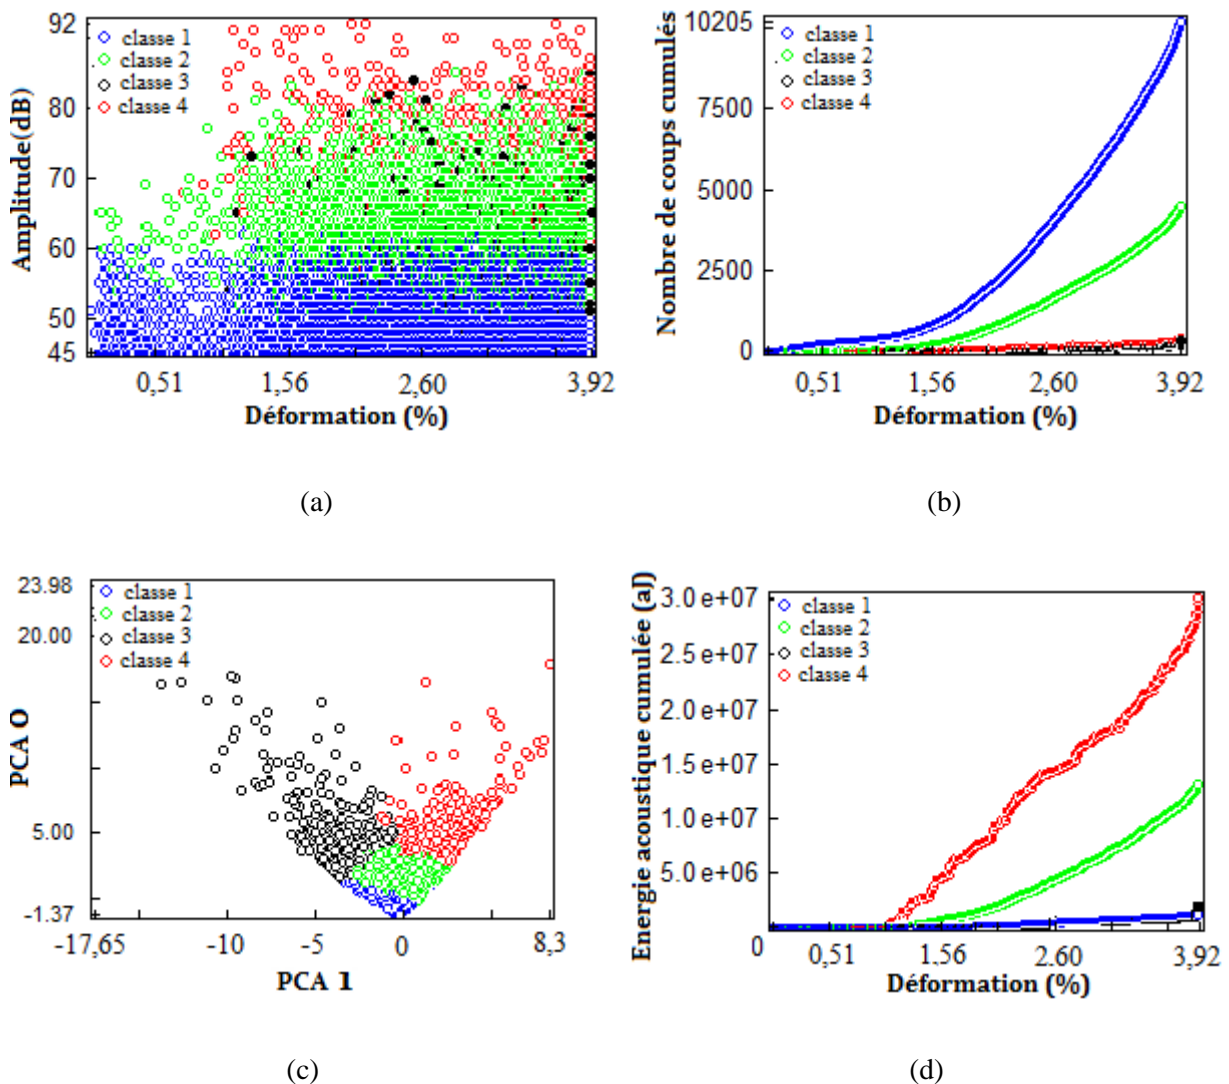 92
80
70
60
50
45
Amplitude(dB)
classe 1
classe 2
classe 3
classe 4
0,51
1,56
2,60
3,92
Déformation (%)
(a)
10205
7500
5000
2500
0
Nombre de coups cumulés
classe 1
classe 2
classe 3
classe 4
0,51
1,56
2,60
3,92
Déformation (%)
(b)
23.98
20.00
5.00
-1.37
PCA 0
classe 1
classe 2
classe 3
classe 4
-17,65
-10
-5
0
8,3
PCA 1
(c)
3.0 e+07
2.5 e+07
2.0 e+07
1.5 e+07
1.0 e+07
5.0 e+06
Energie acoustique cumulée (aJ)
classe 1
classe 2
classe 3
classe 4
0
0,51
1.56
2.60
3,92
Déformation (%)
(d)